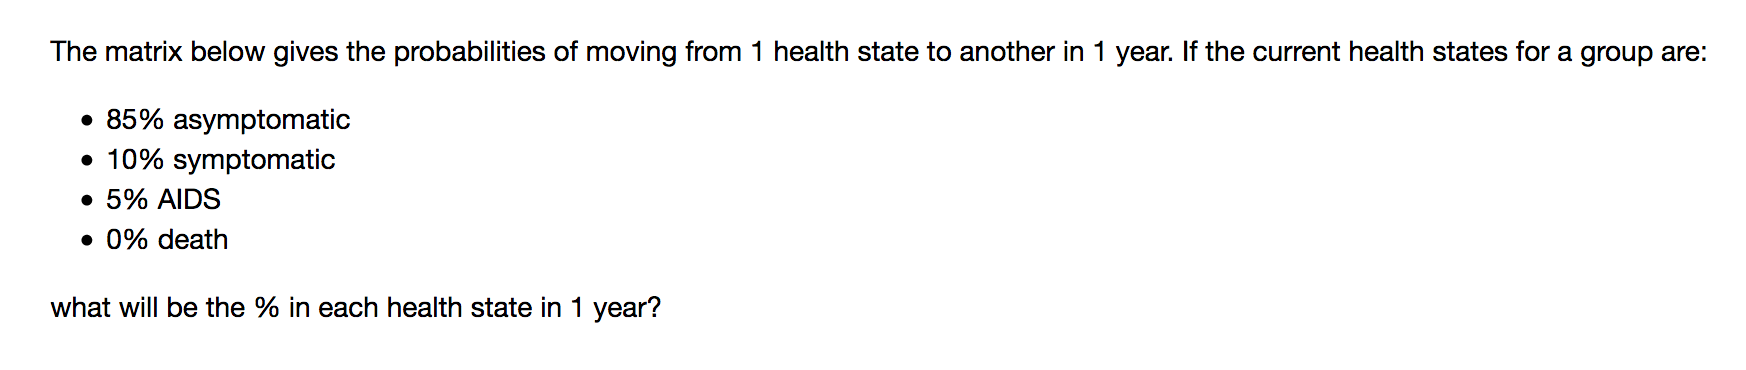 The matrix below gives the probabilities of moving from 1 health state to another in 1 year. If the current health states for a group are:
• 85% asymptomatic
• 10% symptomatic
• 5% AIDS
• 0% death
what will be the % in each health state in 1 year?